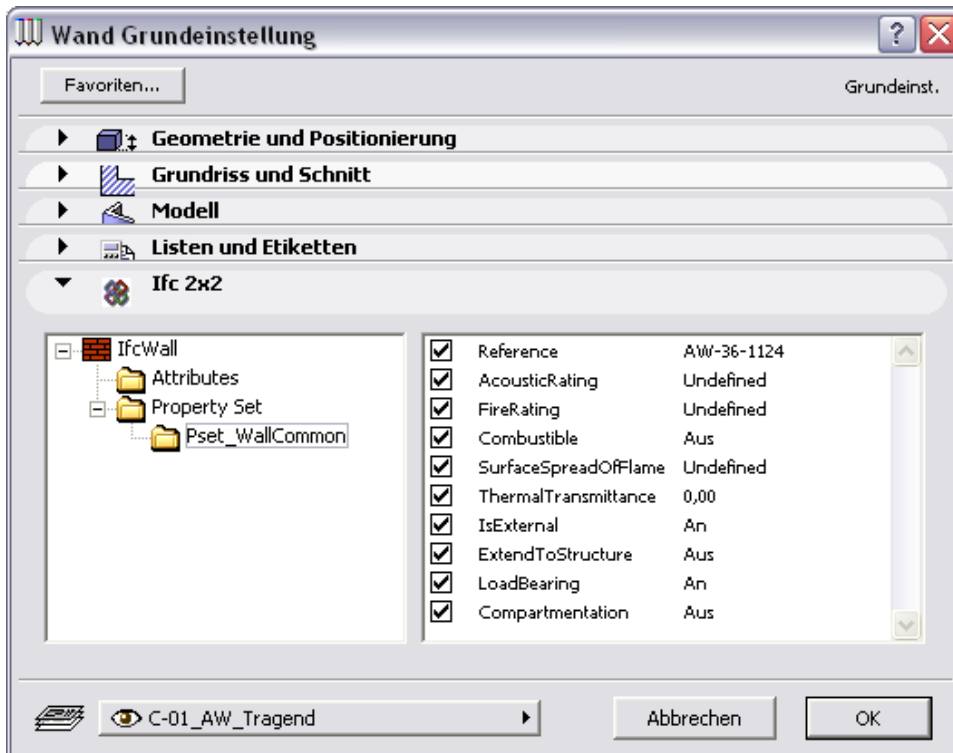 Wand Grundeinstellung
Favoriten...
Grundeinst.
Geometrie und Positionierung
Grundriss und Schnitt
Modell
Listen und Etiketten
Ifc 2x2
IfcWall
Attributes
Property Set
Pset_WallCommon
Reference AW-36-1124
AcousticRating Undefined
FireRating Undefined
Combustible Aus
SurfaceSpreadOfFlame Undefined
ThermalTransmittance 0,00
IsExternal An
ExtendToStructure Aus
LoadBearing An
Compartmentation Aus
C-01_AW_Tragend
Abbrechen
OK